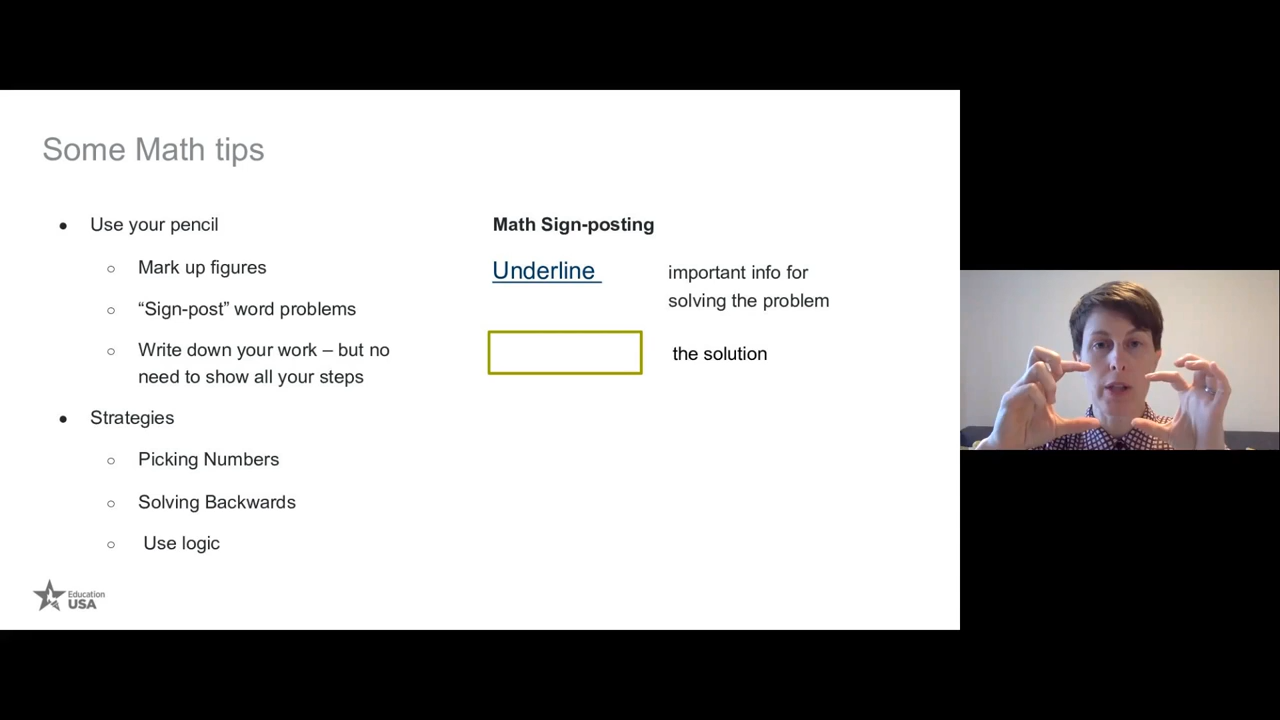 Some Math tips
● Use your pencil
○ Mark up figures
○ “Sign-post” word problems
○ Write down your work – but no
need to show all your steps
● Strategies
○ Picking Numbers
○ Solving Backwards
○ Use logic
Math Sign-posting
Underline
important info for
solving the problem
the solution
Education
USA